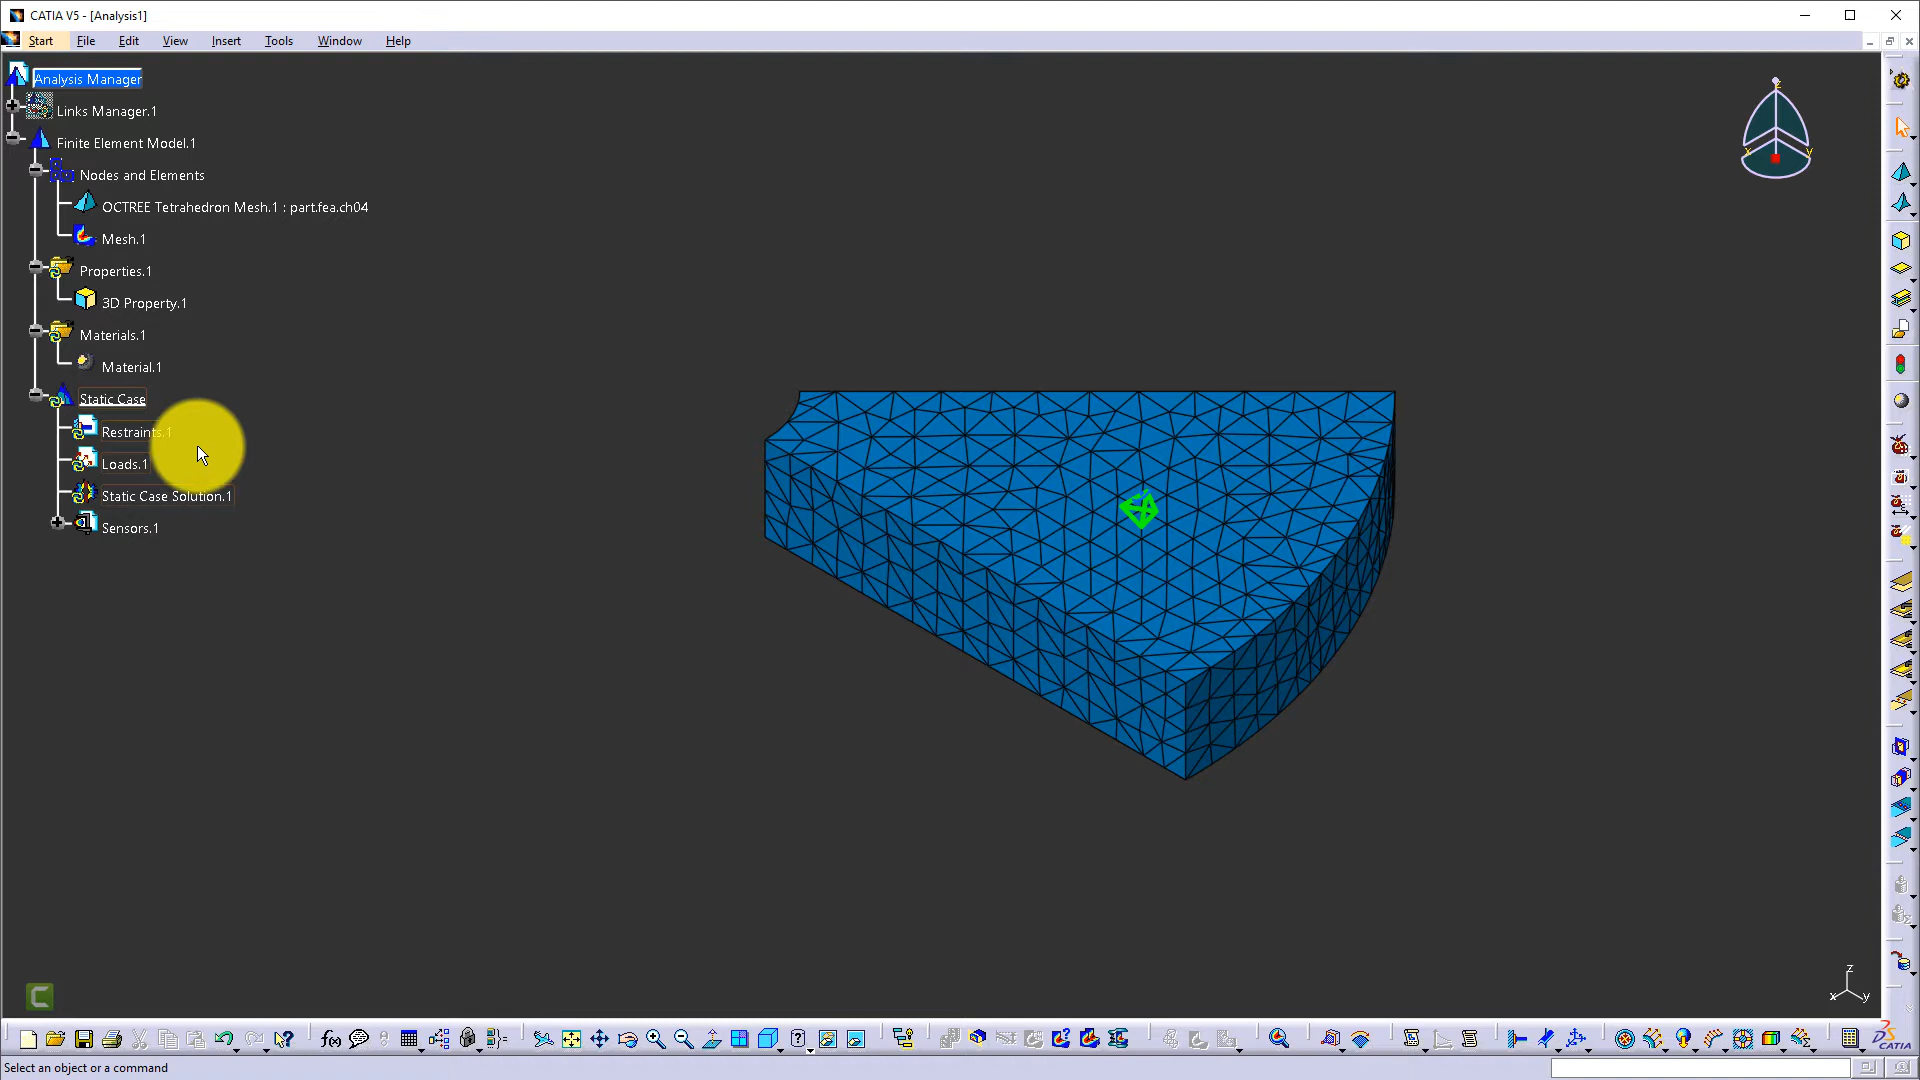 CATIA V5 - [Analysis1]
Start File Edit View Insert Tools Window Help
Analysis Manager
Links Manager.1
Finite Element Model.1
Nodes and Elements
OCTREE Tetrahedron Mesh.1 : part.fea.ch04
Mesh.1
Properties.1
3D Property.1
Materials.1
Material.1
Static Case
Restraints.1
Loads.1
Static Case Solution.1
Sensors.1
z
x y
z
x y
CATIA
Select an object or a command